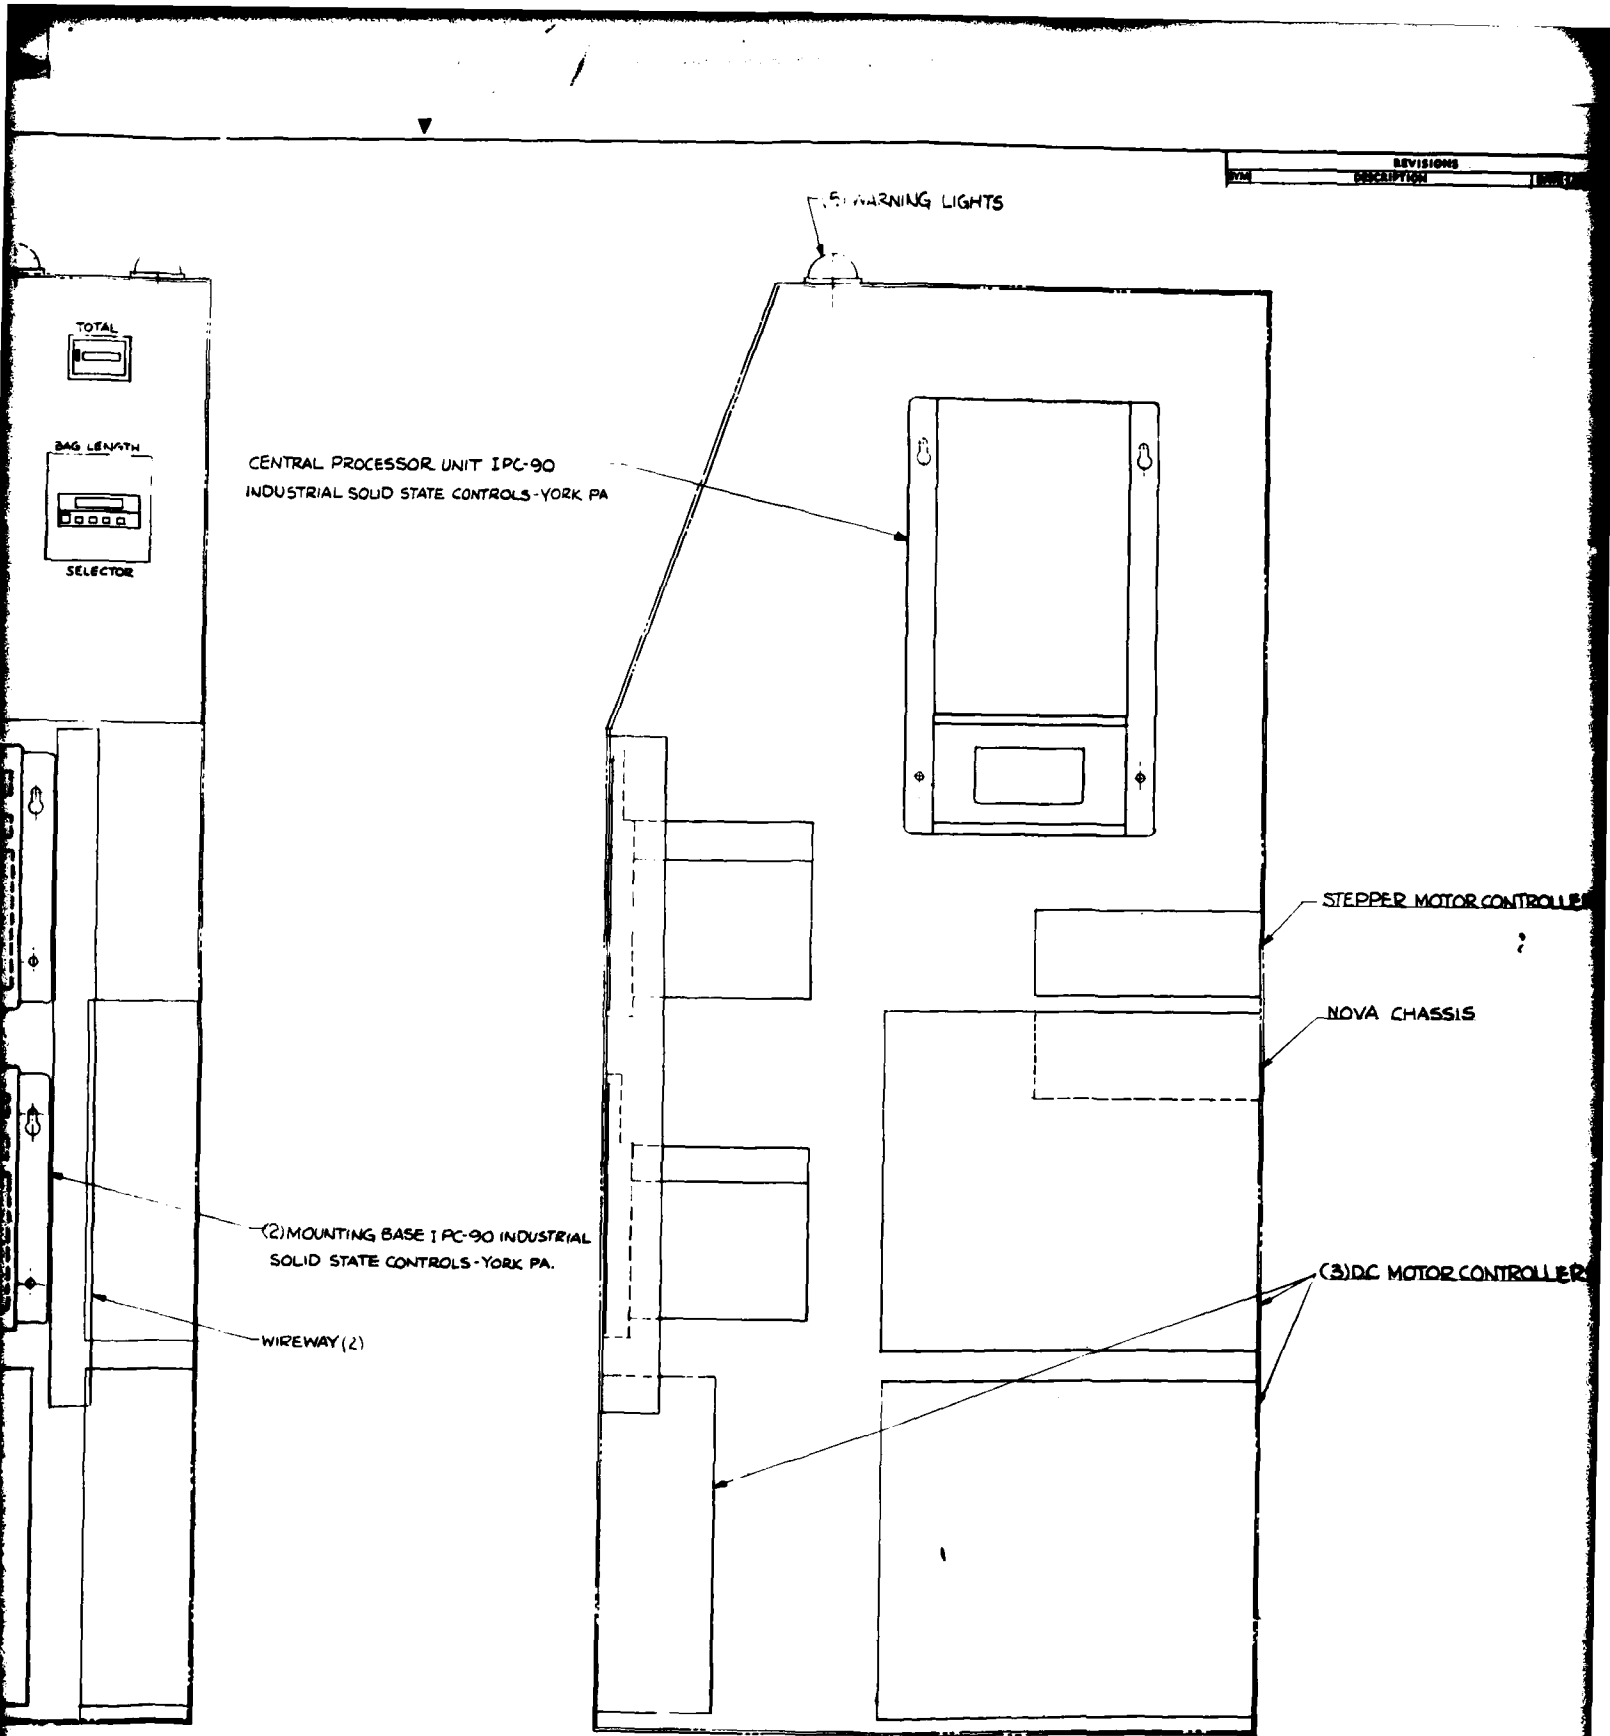 REVISIONS
SYM DESCRIPTION
(5) WARNING LIGHTS
TOTAL
BAG LENGTH
SELECTOR
CENTRAL PROCESSOR UNIT IPC-90
INDUSTRIAL SOLID STATE CONTROLS-YORK PA
STEPPER MOTOR CONTROLLER
NOVA CHASSIS
(2) MOUNTING BASE IPC-90 INDUSTRIAL
SOLID STATE CONTROLS-YORK PA.
(3) DC MOTOR CONTROLLERS
WIREWAY (2)